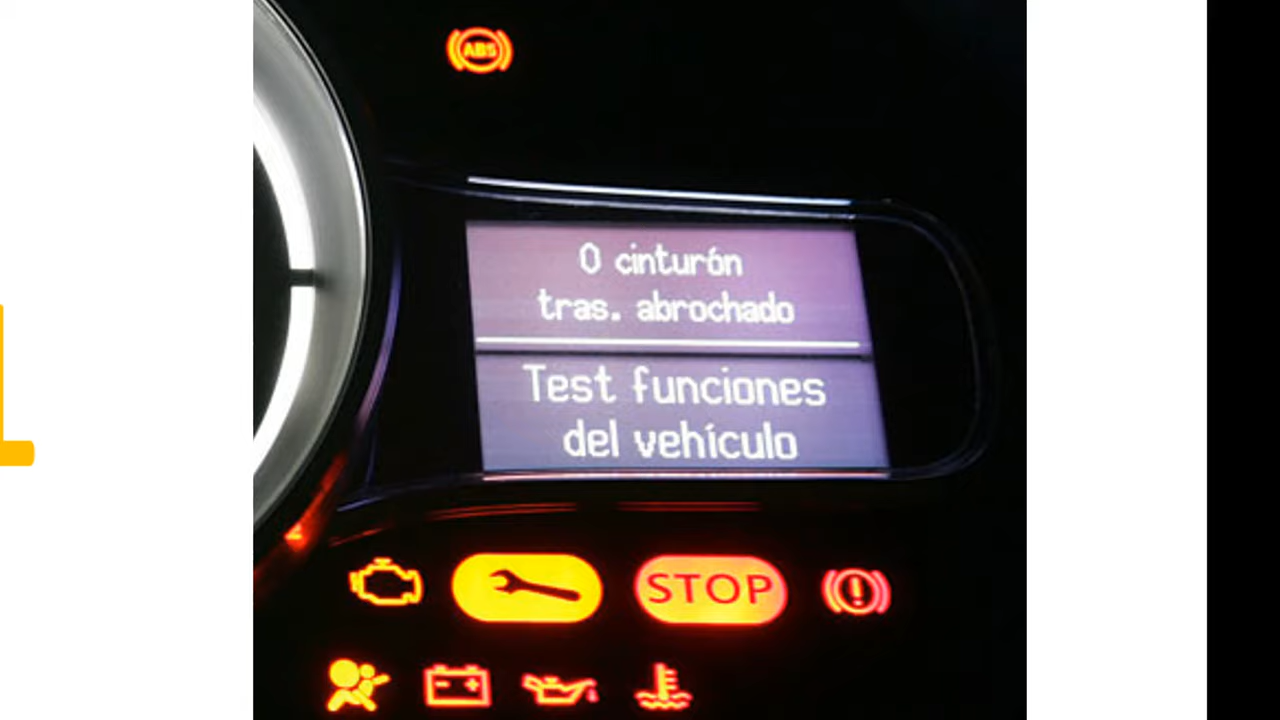 ABS
0 cinturón
tras. abrochado
Test funciones
del vehículo
STOP